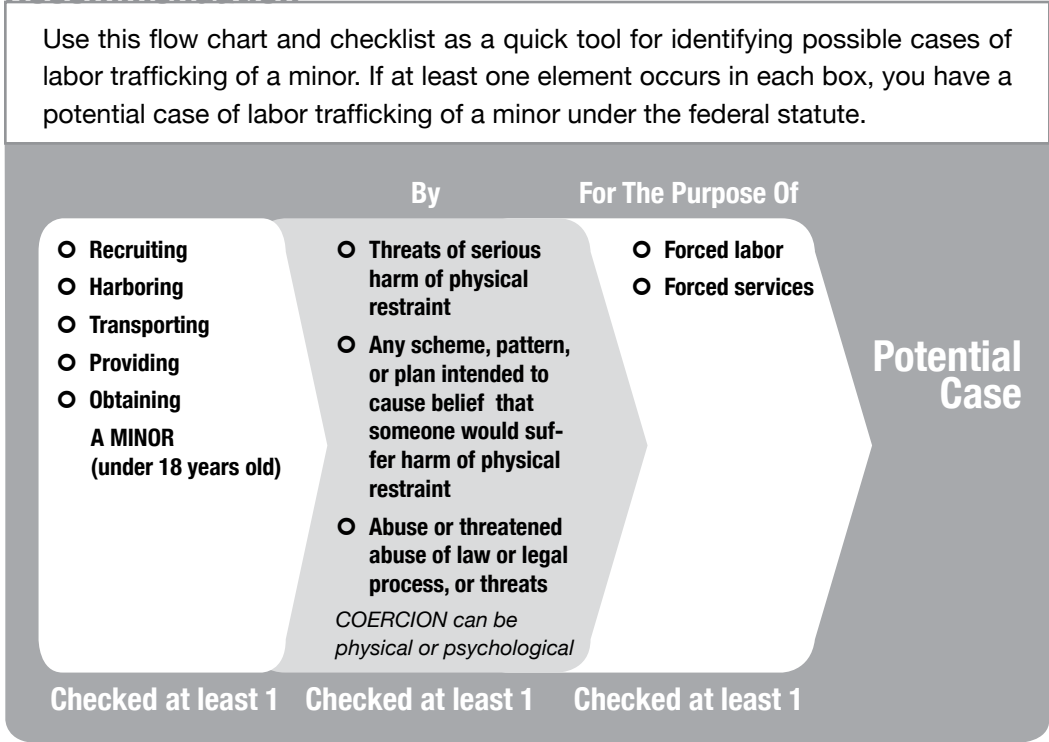 Use this flow chart and checklist as a quick tool for identifying possible cases of
labor trafficking of a minor. If at least one element occurs in each box, you have a
potential case of labor trafficking of a minor under the federal statute.
By
For The Purpose Of
Recruiting
Harboring
Transporting
Providing
Obtaining
A MINOR
(under 18 years old)
Threats of serious
harm of physical
restraint
Any scheme, pattern,
or plan intended to
cause belief that
someone would suf-
fer harm of physical
restraint
Abuse or threatened
abuse of law or legal
process, or threats
COERCION can be
physical or psychological
Forced labor
Forced services
Potential
Case
Checked at least 1
Checked at least 1
Checked at least 1